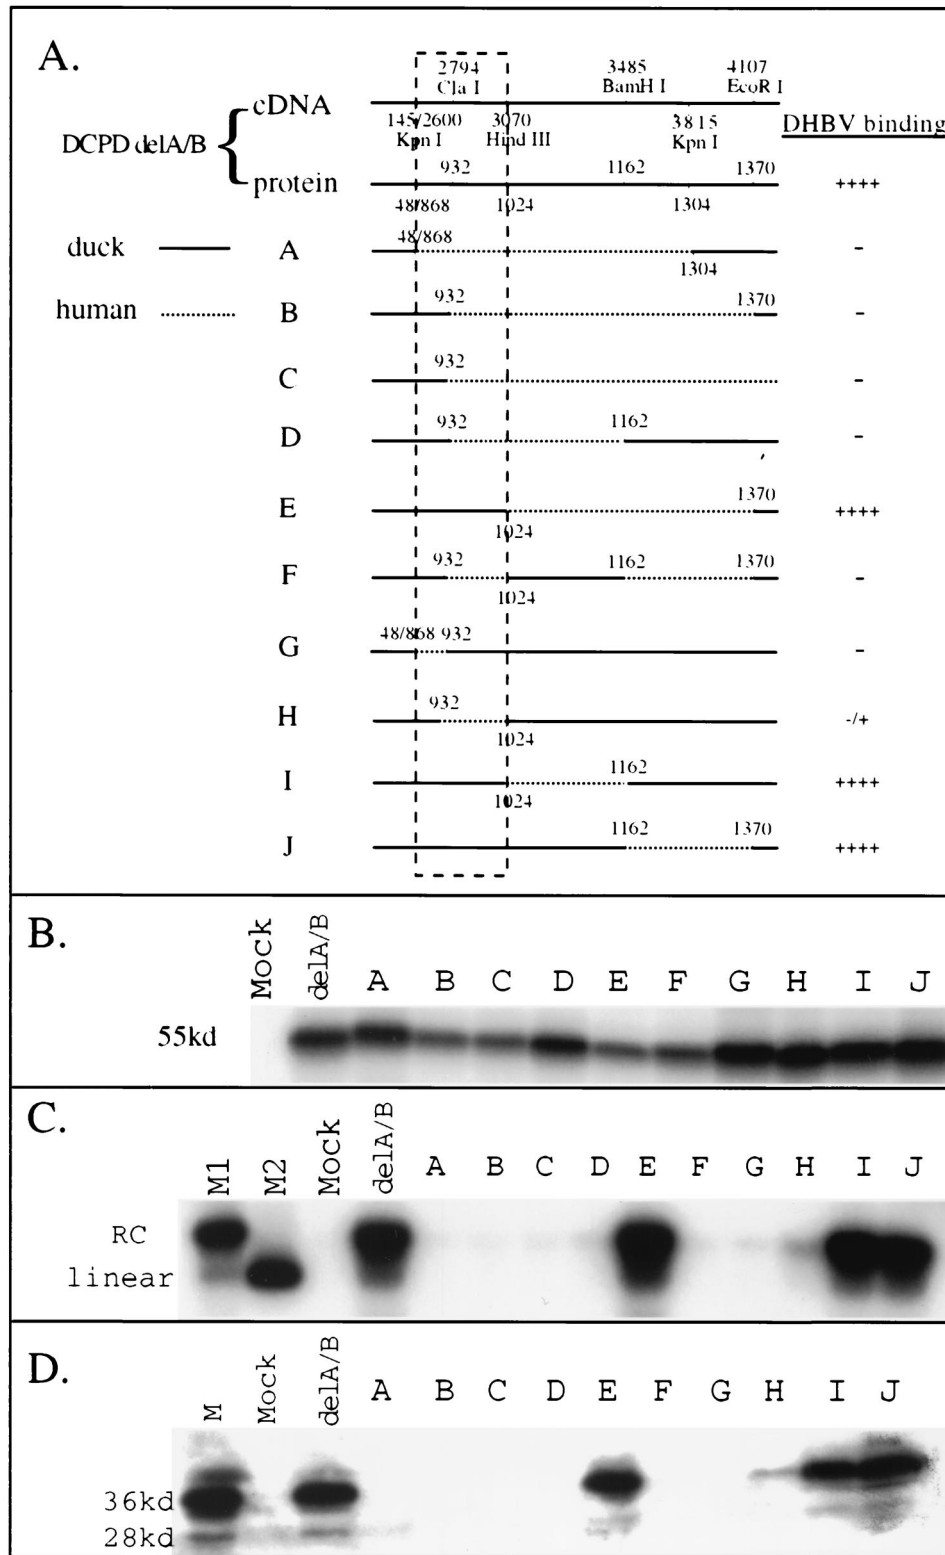 A.
2794 3485 4107
Cla I BamH I EcoR I
cDNA
145/2600 3070 3815 DHBV binding
Kpn I Hind III Kpn I
DCPD delA/B {
932 1162 1370
protein ++++
48/868 1024 1304
48/868
duck A -
1304
932 1370
human B -
932
C -
932 1162
D -
1370
E ++++
1024
932 1162 1370
F -
1024
48/868 932
G -
932
H -/+
1024
1162
I ++++
1024
1162 1370
J ++++
B.
Mock delA/B A B C D E F G H I J
55kd
C.
M1 M2 Mock delA/B A B C D E F G H I J
RC
linear
D.
M Mock delA/B A B C D E F G H I J
36kd
28kd